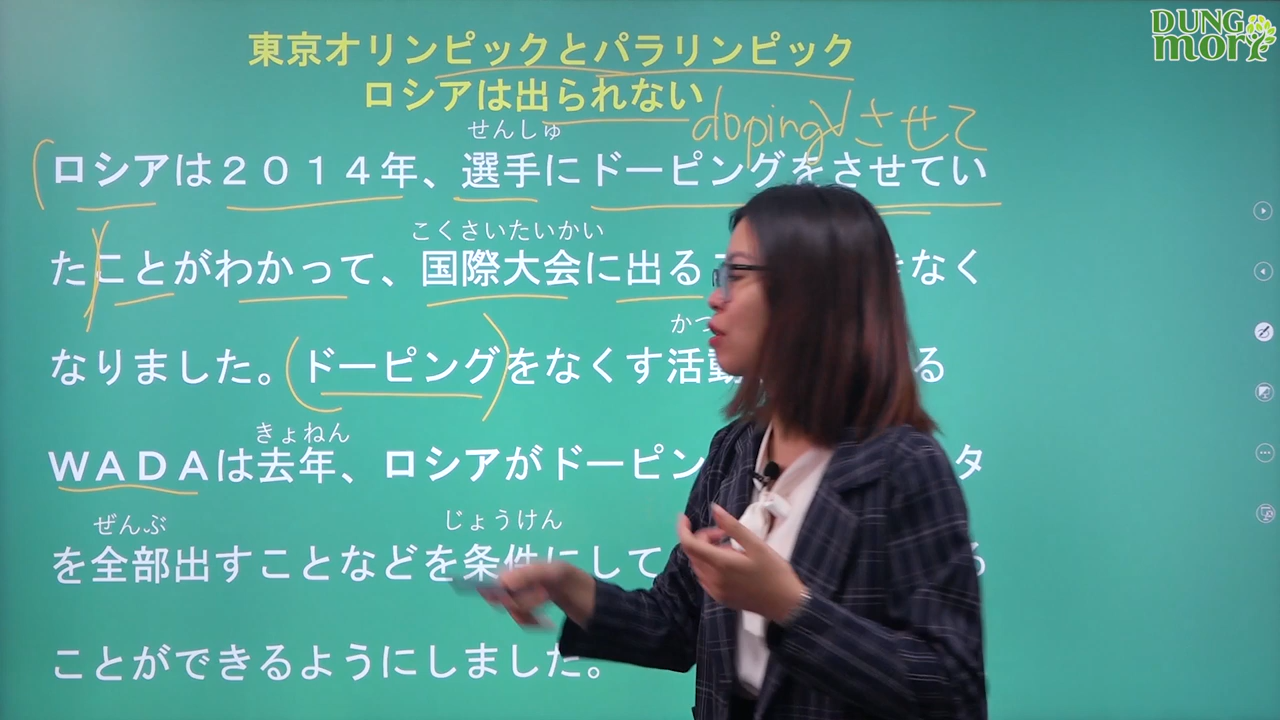 DUNG
mori
東京オリンピックとパラリンピック
ロシアは出られない
dopingをさせて
せんしゅ
ロシアは２０１４年、選手にドーピングをさせてい
こくさいたいかい
たことがわかって、国際大会に出る なく
なりました。ドーピングをなくす活動 る
きょねん
ＷＡＤＡは去年、ロシアがドーピン タ
ぜんぶ じょうけん
を全部出すことなどを条件にして
ことができるようにしました。